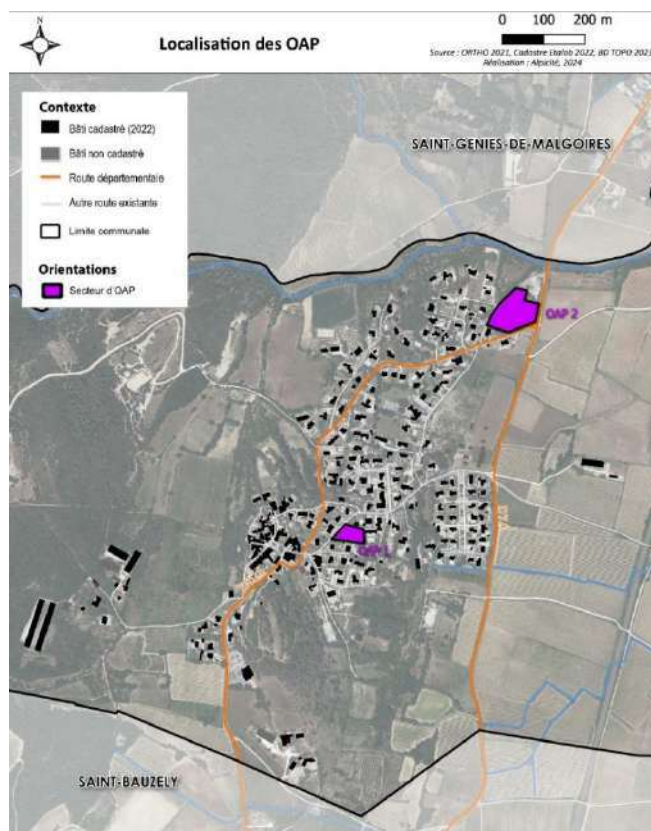 N
Localisation des OAP
0 100 200 m
Source : ORTHO 2021, Cadastre Etalab 2022, BD TOPO 2023
Réalisation : Alpicité, 2024
Contexte
Bâti cadastré (2022)
Bâti non cadastré
Route départementale
Autre route existante
Limite communale
Orientations
Secteur d'OAP
SAINT-GENIES-DE-MALGOIRES
OAP 2
OAP 1
SAINT-BAUZELY